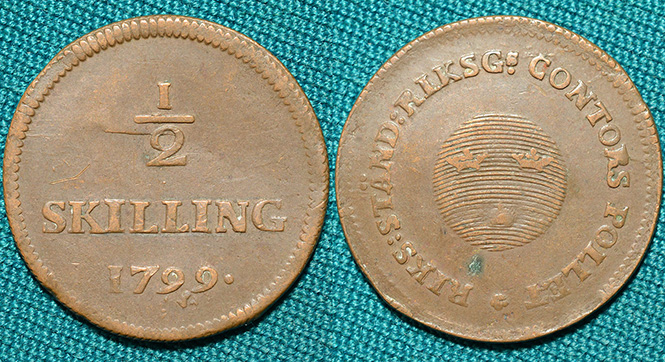 1
2
SKILLING
1799.
RIKS:STÄND:RIKSG: CONTORS POLLET